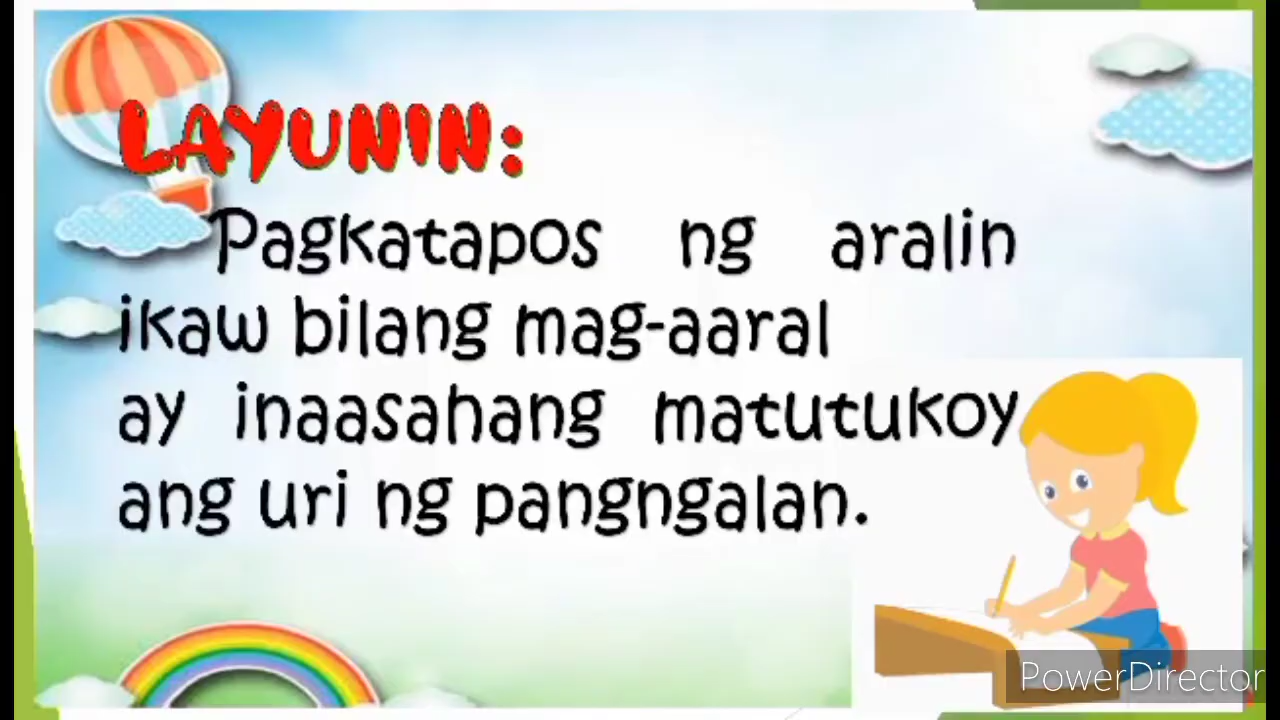 LAYUNIN:
Pagkatapos ng aralin
ikaw bilang mag-aaral
ay inaasahang matutukoy
ang uri ng pangngalan.
PowerDirector